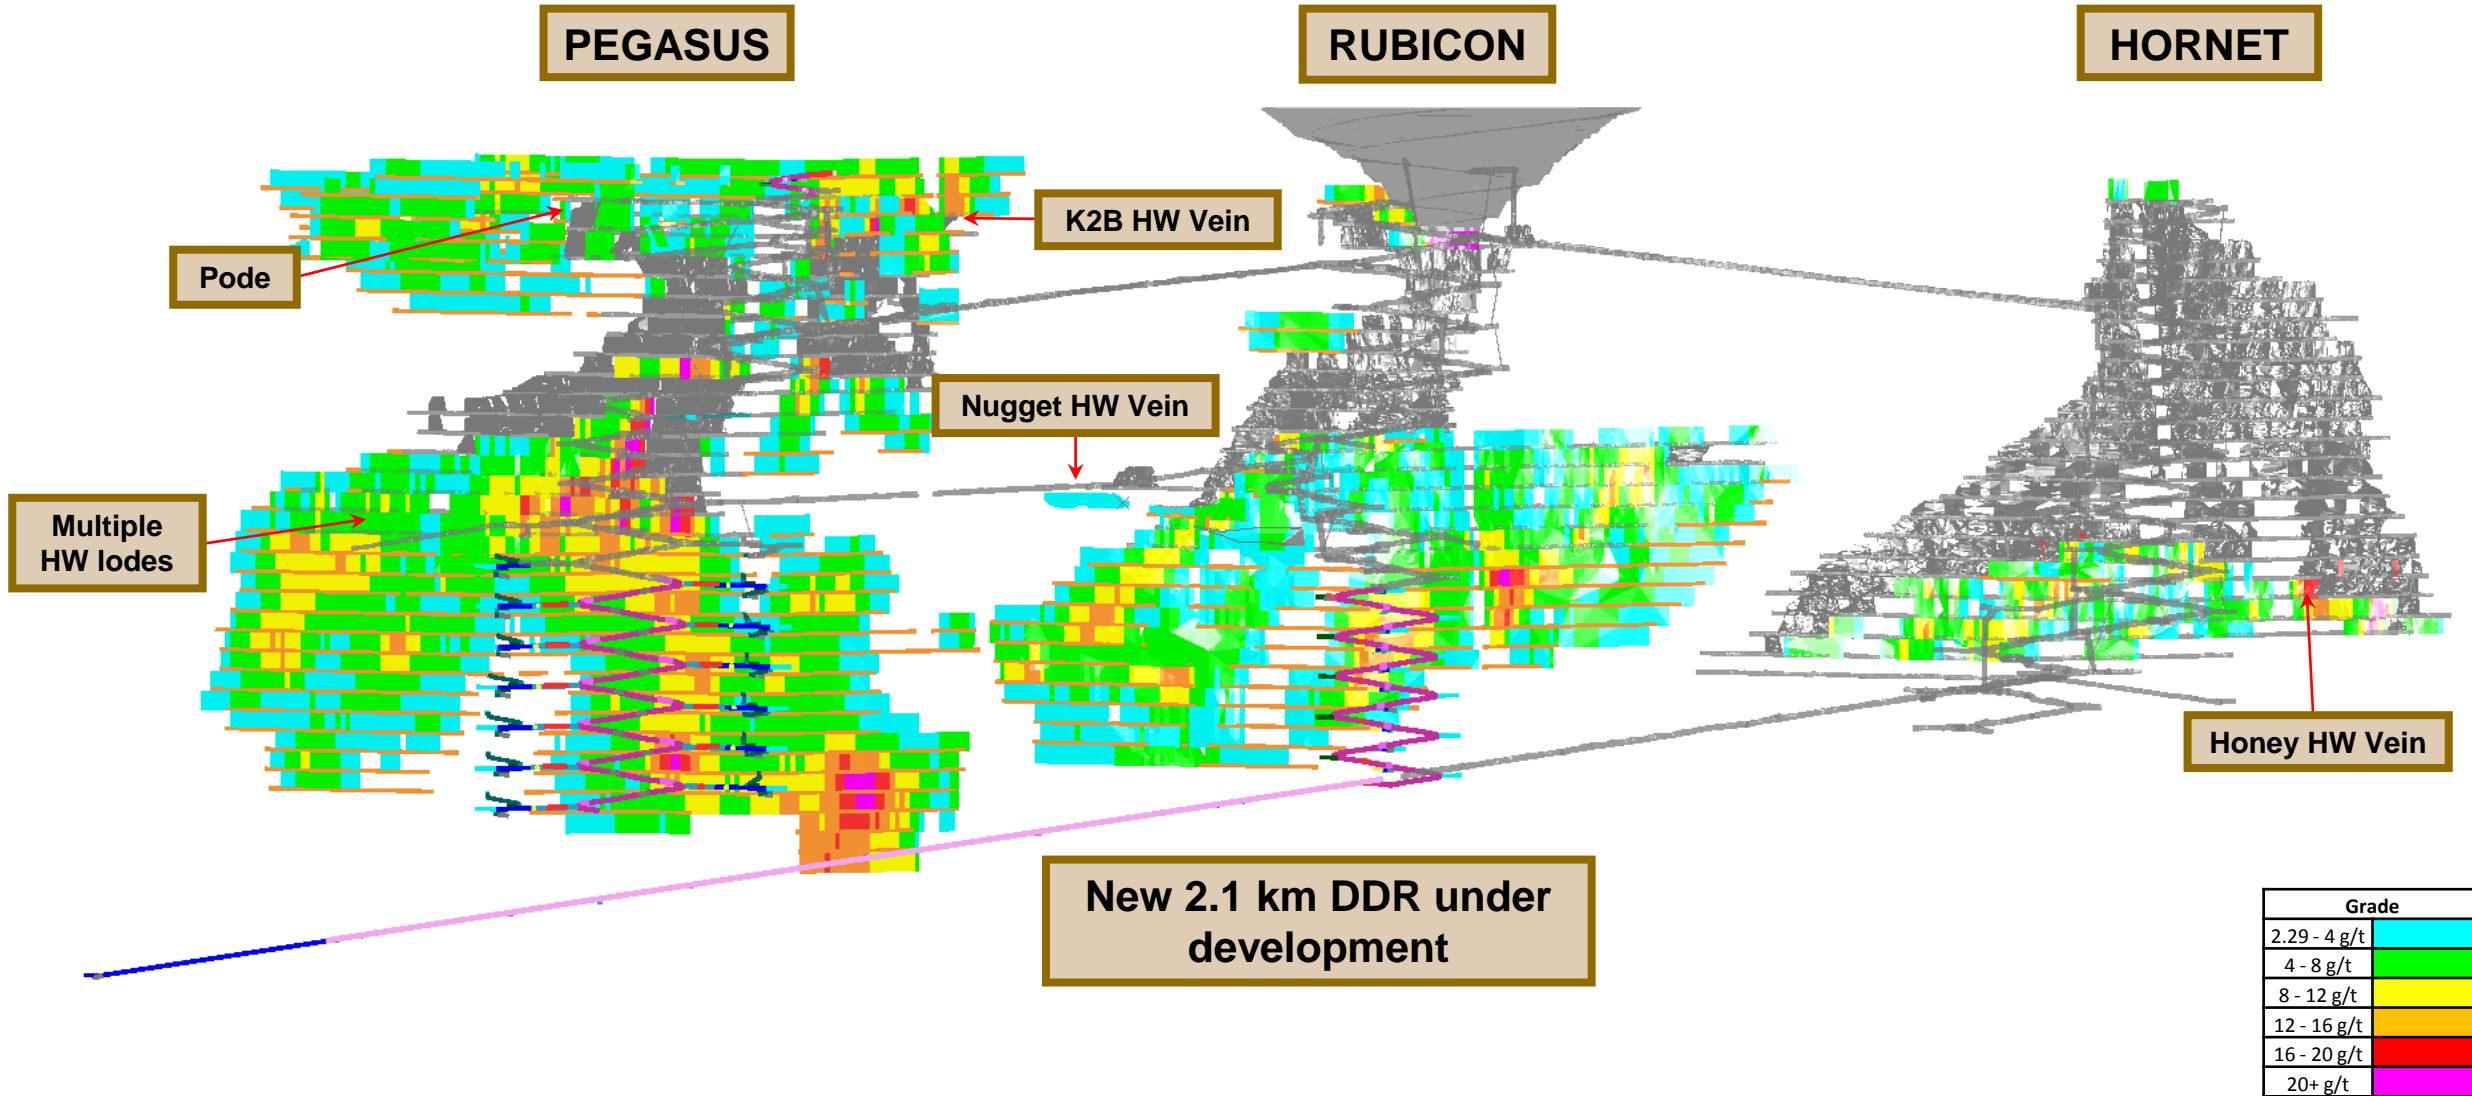 PEGASUS
RUBICON
HORNET
K2B HW Vein
Pode
Nugget HW Vein
Multiple
HW lodes
Honey HW Vein
New 2.1 km DDR under
development
Grade
2.29 - 4 g/t
4 - 8 g/t
8 - 12 g/t
12 - 16 g/t
16 - 20 g/t
20+ g/t